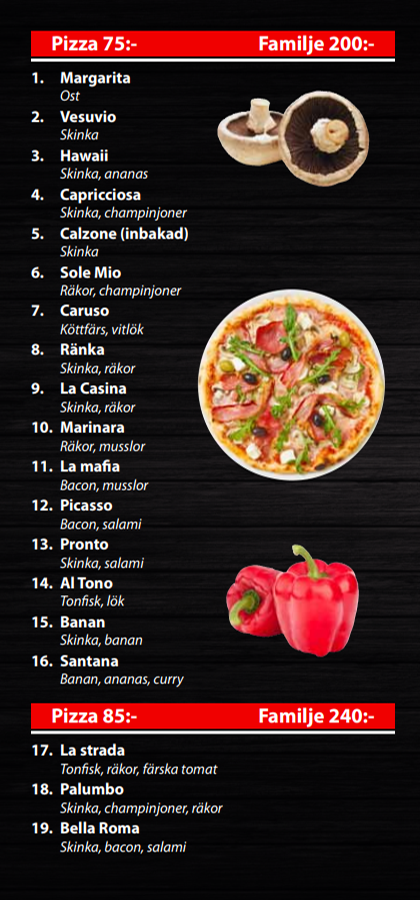 Pizza 75:- Familje 200:-
1. Margarita
Ost
2. Vesuvio
Skinka
3. Hawaii
Skinka, ananas
4. Capricciosa
Skinka, champinjoner
5. Calzone (inbakad)
Skinka
6. Sole Mio
Räkor, champinjoner
7. Caruso
Köttfärs, vitlök
8. Ränka
Skinka, räkor
9. La Casina
Skinka, räkor
10. Marinara
Räkor, musslor
11. La mafia
Bacon, musslor
12. Picasso
Bacon, salami
13. Pronto
Skinka, salami
14. Al Tono
Tonfisk, lök
15. Banan
Skinka, banan
16. Santana
Banan, ananas, curry
Pizza 85:- Familje 240:-
17. La strada
Tonfisk, räkor, färska tomat
18. Palumbo
Skinka, champinjoner, räkor
19. Bella Roma
Skinka, bacon, salami